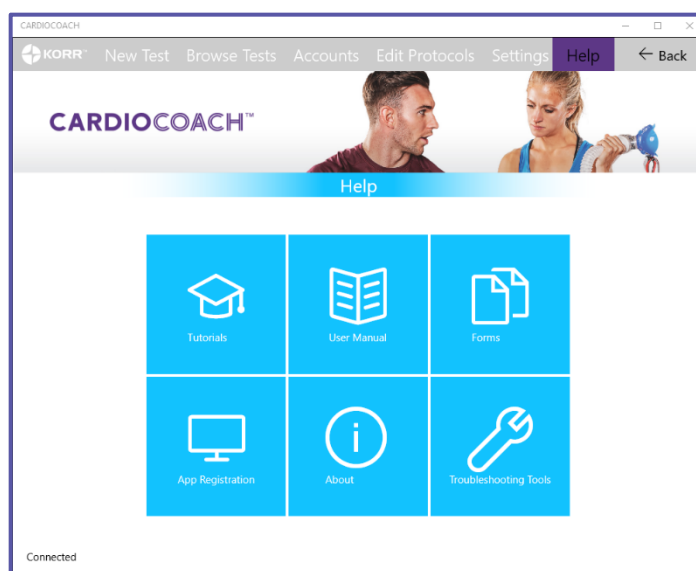 CARDIOCOACH
KORR™ New Test Browse Tests Accounts Edit Protocols Settings Help ← Back
CARDIOCOACH™
Help
Tutorials User Manual Forms
App Registration About Troubleshooting Tools
Connected